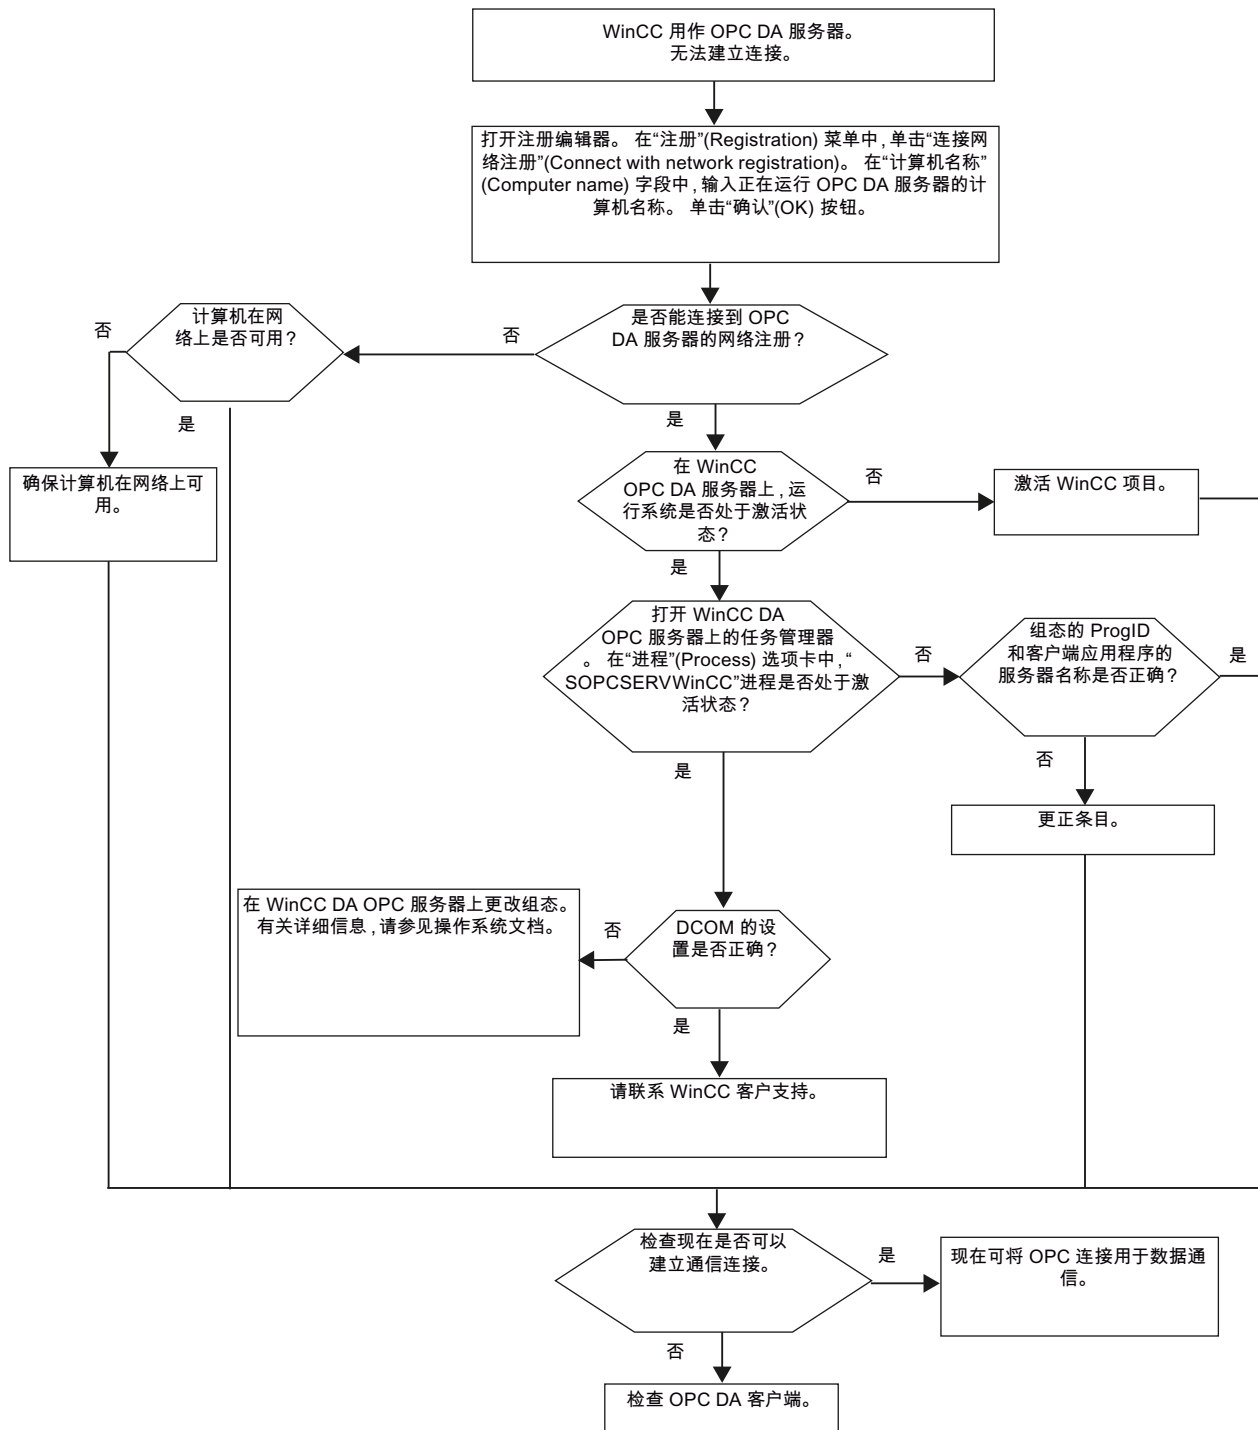 WinCC 用作 OPC DA 服务器。
无法建立连接。
打开注册编辑器。 在“注册”(Registration) 菜单中，单击“连接网
络注册”(Connect with network registration)。 在“计算机名称”
(Computer name) 字段中，输入正在运行 OPC DA 服务器的计
算机名称。 单击“确认”(OK) 按钮。
计算机在网
络上是否可用？
否
是
否
是否能连接到 OPC
DA 服务器的网络注册？
是
确保计算机在网络上可
用。
在 WinCC
OPC DA 服务器上，运
行系统是否处于激活状
态？
否
激活 WinCC 项目。
是
打开 WinCC DA
OPC 服务器上的任务管理器
。 在“进程”(Process) 选项卡中，“
SOPCSERVWinCC”进程是否处于激
活状态？
否
组态的 ProgID
和客户端应用程序的
服务器名称是否正确？
是
是
否
更正条目。
在 WinCC DA OPC 服务器上更改组态。
有关详细信息，请参见操作系统文档。
否
DCOM 的设
置是否正确？
是
请联系 WinCC 客户支持。
检查现在是否可以
建立通信连接。
是
现在可将 OPC 连接用于数据通
信。
否
检查 OPC DA 客户端。